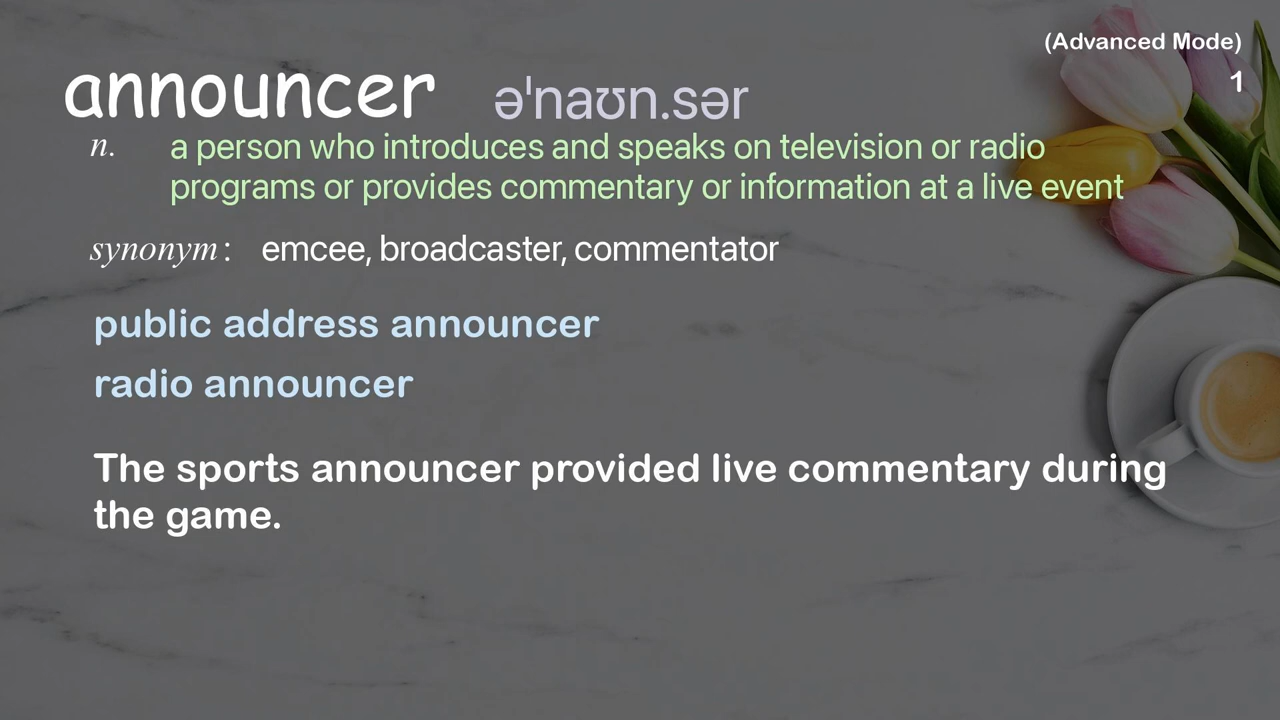 (Advanced Mode)
1
announcer əˈnaʊn.sər
n. a person who introduces and speaks on television or radio
programs or provides commentary or information at a live event
synonym: emcee, broadcaster, commentator
public address announcer
radio announcer
The sports announcer provided live commentary during
the game.